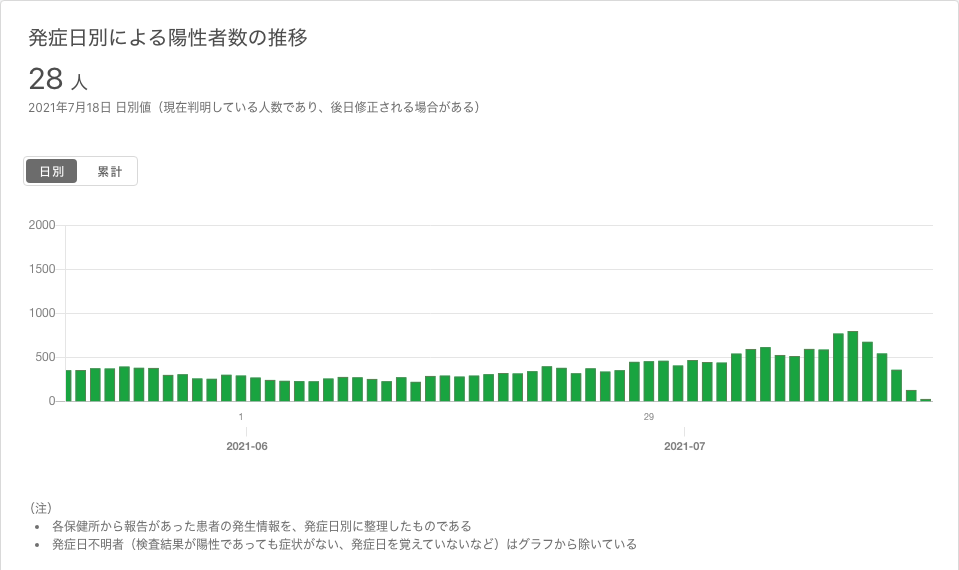 発症日別による陽性者数の推移
28 人
2021年7月18日 日別値（現在判明している人数であり、後日修正される場合がある）
日別 累計
2000
1500
1000
500
0
1 29
2021-06 2021-07
（注）
• 各保健所から報告があった患者の発生情報を、発症日別に整理したものである
• 発症日不明者（検査結果が陽性であっても症状がない、発症日を覚えていないなど）はグラフから除いている